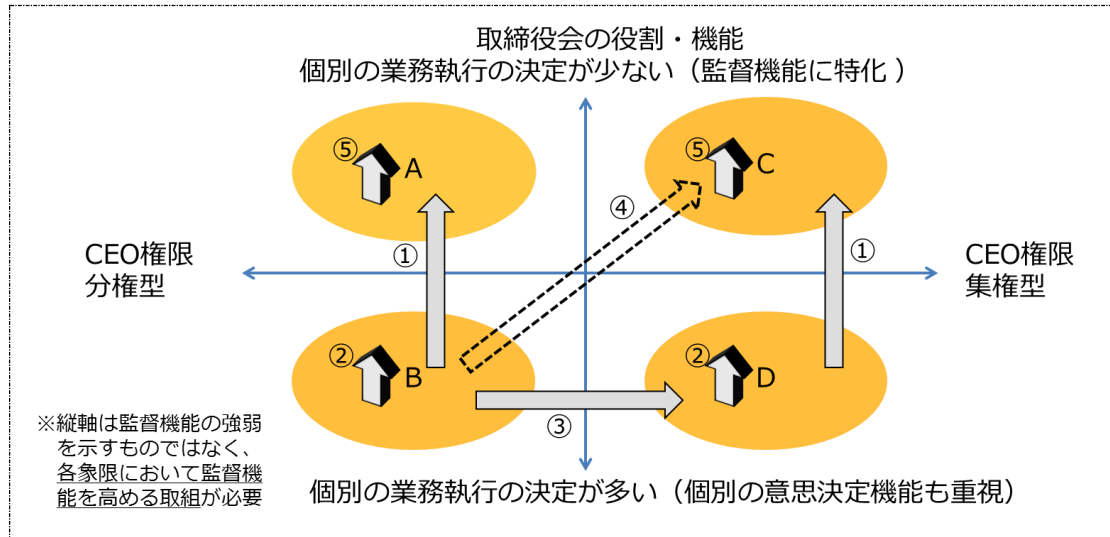 取締役会の役割・機能
個別の業務執行の決定が少ない（監督機能に特化 ）
⑤
A
⑤
C
④
①
①
CEO権限
分権型
CEO権限
集権型
②
B
②
D
③
※縦軸は監督機能の強弱
を示すものではなく、
各象限において監督機
能を高める取組が必要
個別の業務執行の決定が多い（個別の意思決定機能も重視）